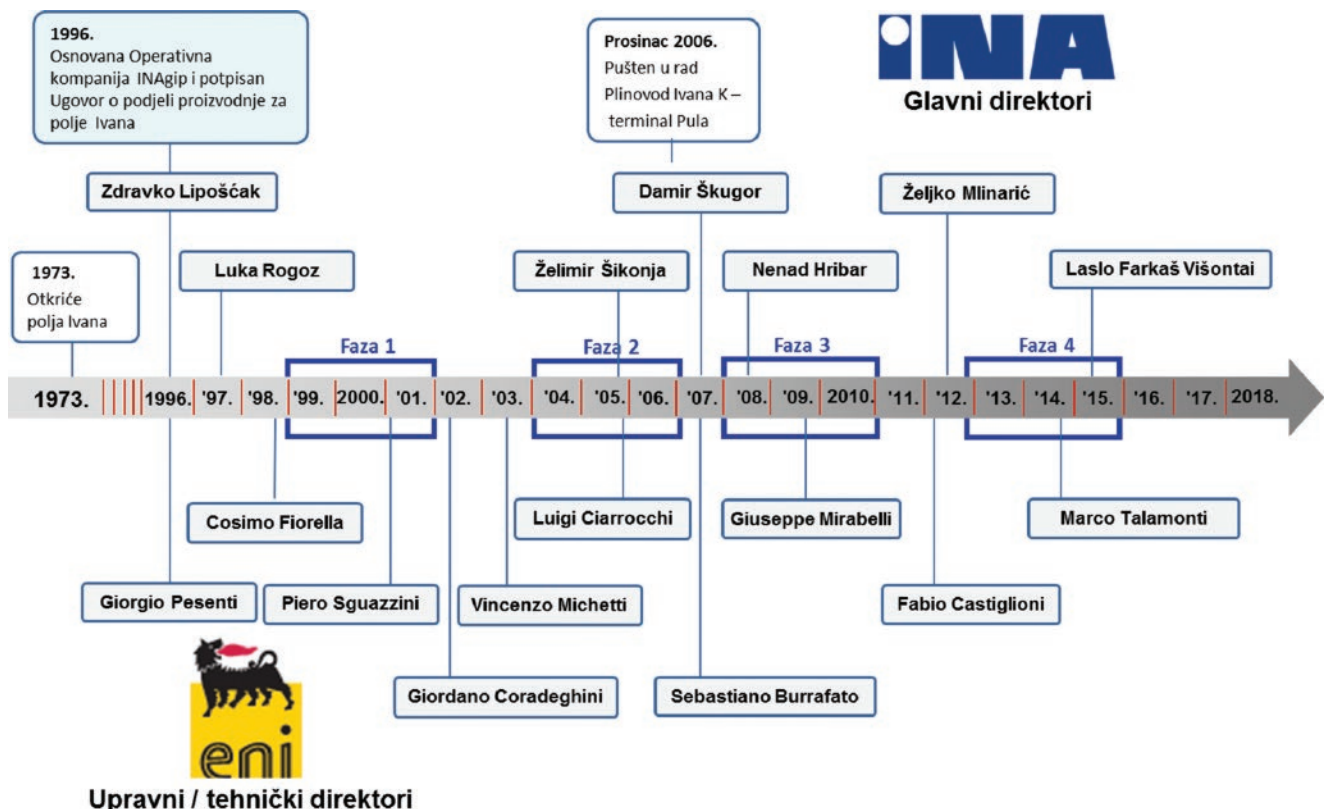 1996.
Osnovana Operativna
kompanija INAgip i potpisan
Ugovor o podjeli proizvodnje za
polje Ivana
Prosinac 2006.
Pušten u rad
Plinovod Ivana K –
terminal Pula
INA
Glavni direktori
Zdravko Lipošćak
Damir Škugor
Željko Mlinarić
1973.
Otkriće
polja Ivana
Luka Rogoz
Želimir Šikonja
Nenad Hribar
Laslo Farkaš Višontai
Faza 1
Faza 2
Faza 3
Faza 4
1973. 1996. '97. '98. '99. 2000. '01. '02. '03. '04. '05. '06. '07. '08. '09. 2010. '11. '12. '13. '14. '15. '16. '17. 2018.
Cosimo Fiorella
Luigi Ciarrocchi
Giuseppe Mirabelli
Marco Talamonti
Giorgio Pesenti
Piero Sguazzini
Vincenzo Michetti
Fabio Castiglioni
Giordano Coradeghini
Sebastiano Burrafato
eni
Upravni / tehnički direktori